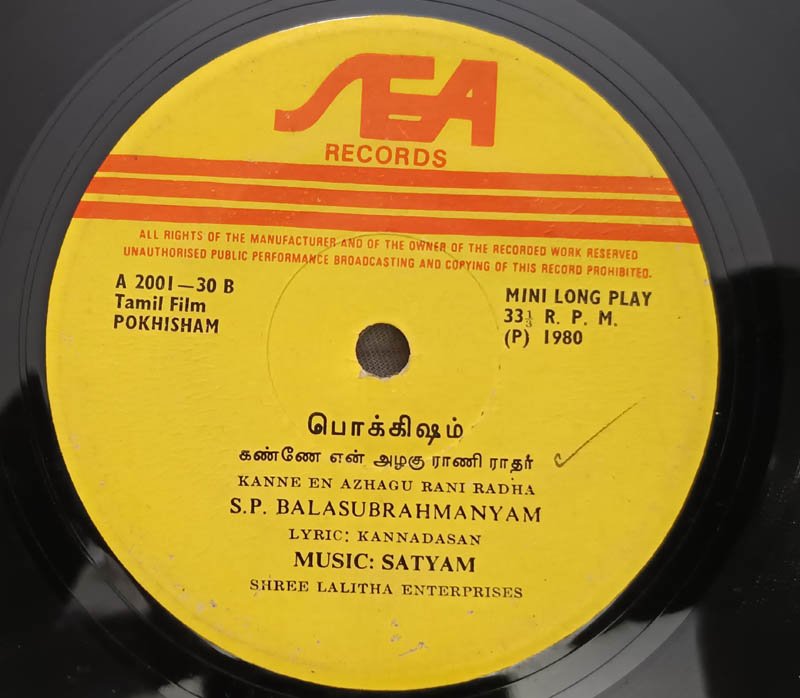 SEA
RECORDS
ALL RIGHTS OF THE MANUFACTURER AND OF THE OWNER OF THE RECORDED WORK RESERVED
UNAUTHORISED PUBLIC PERFORMANCE BROADCASTING AND COPYING OF THIS RECORD PROHIBITED.
A 2001—30 B
Tamil Film
POKHISHAM
MINI LONG PLAY
33⅓ R. P. M.
(P) 1980
பொக்கிஷம்
கண்ணே என் அழகு ராணி ராதர்
KANNE EN AZHAGU RANI RADHA
S.P. BALASUBRAHMANYAM
LYRIC: KANNADASAN
MUSIC: SATYAM
SHREE LALITHA ENTERPRISES